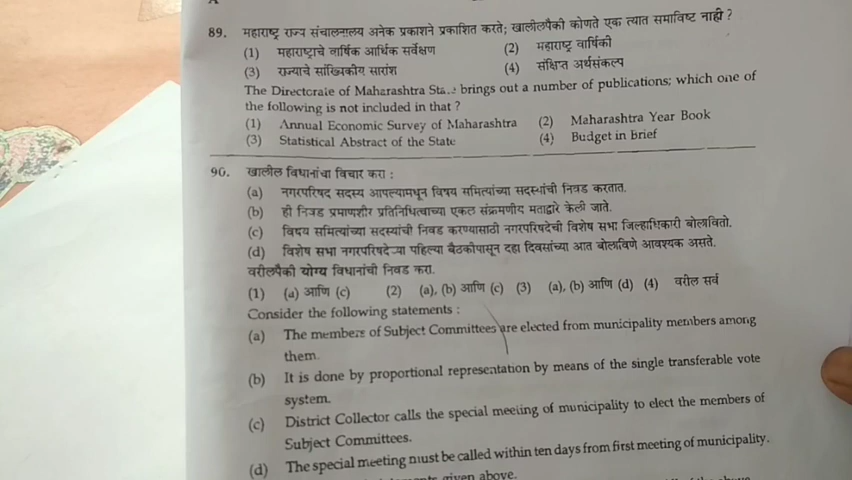 A
89. महाराष्ट्र राज्य संचालनालय अनेक प्रकाशने प्रकाशित करते; खालीलपैकी कोणते एक त्यात समाविष्ट नाही ?
(1) महाराष्ट्राचे वार्षिक आर्थिक सर्वेक्षण (2) महाराष्ट्र वार्षिकी
(3) राज्याचे सांख्यिकीय सारांश (4) संक्षिप्त अर्थसंकल्प
The Directorate of Maharashtra State brings out a number of publications; which one of
the following is not included in that ?
(1) Annual Economic Survey of Maharashtra (2) Maharashtra Year Book
(3) Statistical Abstract of the State (4) Budget in Brief
90. खालील विधानांचा विचार करा :
(a) नगरपरिषद सदस्य आपल्यामधून विषय समित्यांच्या सदस्यांची निवड करतात.
(b) ही निवड प्रमाणशीर प्रतिनिधित्वाच्या एकल संक्रमणीय मताद्वारे केली जाते.
(c) विषय समित्यांच्या सदस्यांची निवड करण्यासाठी नगरपरिषदेची विशेष सभा जिल्हाधिकारी बोलावितो.
(d) विशेष सभा नगरपरिषदेच्या पहिल्या बैठकीपासून दहा दिवसांच्या आत बोलाविणे आवश्यक असते.
वरीलपैकी योग्य विधानांची निवड करा.
(1) (a) आणि (c) (2) (a), (b) आणि (c) (3) (a), (b) आणि (d) (4) वरील सर्व
Consider the following statements :
(a) The members of Subject Committees are elected from municipality members among
them.
(b) It is done by proportional representation by means of the single transferable vote
system.
(c) District Collector calls the special meeting of municipality to elect the members of
Subject Committees.
(d) The special meeting must be called within ten days from first meeting of municipality.
given above.